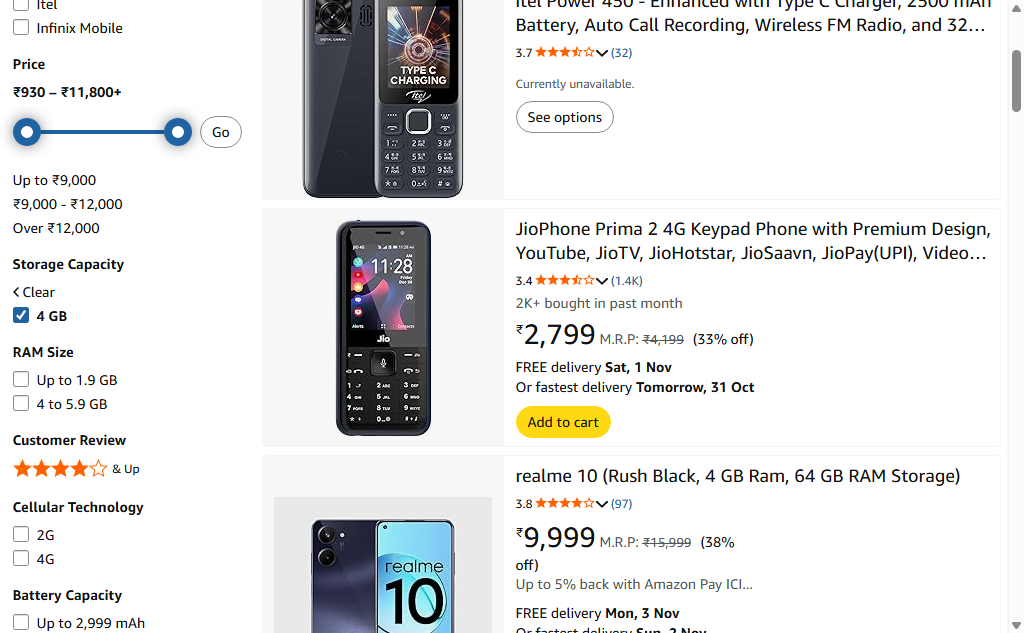 Itel
Infinix Mobile
Price
₹930 – ₹11,800+
Go
Up to ₹9,000
₹9,000 - ₹12,000
Over ₹12,000
Storage Capacity
Clear
4 GB
RAM Size
Up to 1.9 GB
4 to 5.9 GB
Customer Review
& Up
Cellular Technology
2G
4G
Battery Capacity
Up to 2,999 mAh
DIGITAL CAMERA
TYPE C
CHARGING
itel
Itel Power 450 - Enhanced with Type C Charger, 2500 mAh
Battery, Auto Call Recording, Wireless FM Radio, and 32…
3.7 (32)
Currently unavailable.
See options
11:28
Friday
Alerts Contacts
Jio
JioPhone Prima 2 4G Keypad Phone with Premium Design,
YouTube, JioTV, JioHotstar, JioSaavn, JioPay(UPI), Video…
3.4 (1.4K)
2K+ bought in past month
₹2,799 M.R.P: ₹4,199 (33% off)
FREE delivery Sat, 1 Nov
Or fastest delivery Tomorrow, 31 Oct
Add to cart
realme
10
realme 10 (Rush Black, 4 GB Ram, 64 GB RAM Storage)
3.8 (97)
₹9,999 M.R.P: ₹15,999 (38%
off)
Up to 5% back with Amazon Pay ICI…
FREE delivery Mon, 3 Nov
Or fastest delivery Sun, 2 Nov